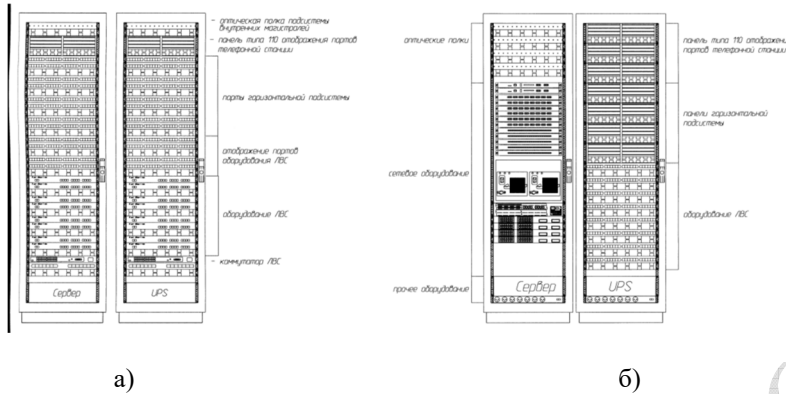 оптическая полка подсистемы
внутренних магистралей
панель типа 110 отображения портов
телефонной станции
порты горизонтальной подсистемы
отображение портов
оборудования ЛВС
оборудование ЛВС
коммутатор ЛВС
Сервер
UPS
а)
оптические полки
сетевое оборудование
прочее оборудование
Сервер
UPS
панель типа 110 отображени
портов телефонной станции
панели горизонтальной
подсистемы
оборудование ЛВС
б)